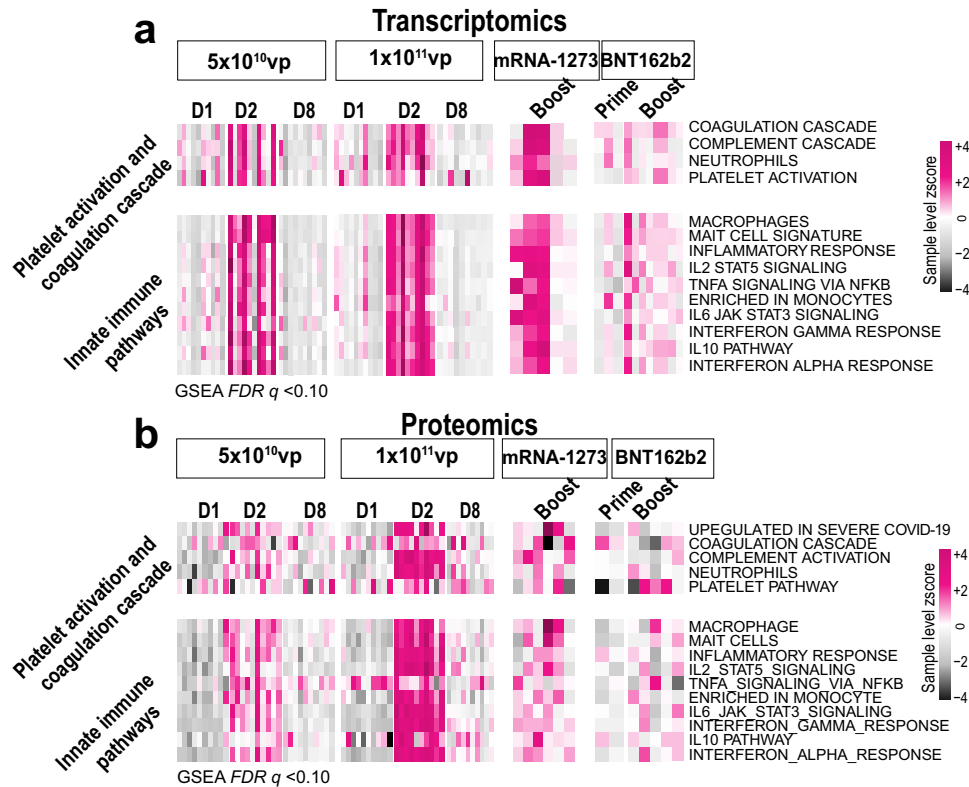 a
Transcriptomics
5x10¹⁰vp
1x10¹¹vp
mRNA-1273
BNT162b2
Boost
Prime
Boost
D1
D2
D8
D1
D2
D8
Platelet activation and
coagulation cascade
COAGULATION CASCADE
COMPLEMENT CASCADE
NEUTROPHILS
PLATELET ACTIVATION
Innate immune
pathways
MACROPHAGES
MAIT CELL SIGNATURE
INFLAMMATORY RESPONSE
IL2 STAT5 SIGNALING
TNFA SIGNALING VIA NFKB
ENRICHED IN MONOCYTES
IL6 JAK STAT3 SIGNALING
INTERFERON GAMMA RESPONSE
IL10 PATHWAY
INTERFERON ALPHA RESPONSE
Sample level zscore
+4
+2
0
−2
−4
GSEA FDR q <0.10
b
Proteomics
5x10¹⁰vp
1x10¹¹vp
mRNA-1273
BNT162b2
Boost
Prime
Boost
D1
D2
D8
D1
D2
D8
Platelet activation and
coagulation cascade
UPEGULATED IN SEVERE COVID-19
COAGULATION CASCADE
COMPLEMENT ACTIVATION
NEUTROPHILS
PLATELET PATHWAY
Innate immune
pathways
MACROPHAGE
MAIT CELLS
INFLAMMATORY RESPONSE
IL2_STAT5_SIGNALING
TNFA_SIGNALING_VIA_NFKB
ENRICHED IN MONOCYTE
IL6_JAK_STAT3_SIGNALING
INTERFERON_GAMMA_RESPONSE
IL10 PATHWAY
INTERFERON_ALPHA_RESPONSE
Sample level zscore
+4
+2
0
−2
−4
GSEA FDR q <0.10